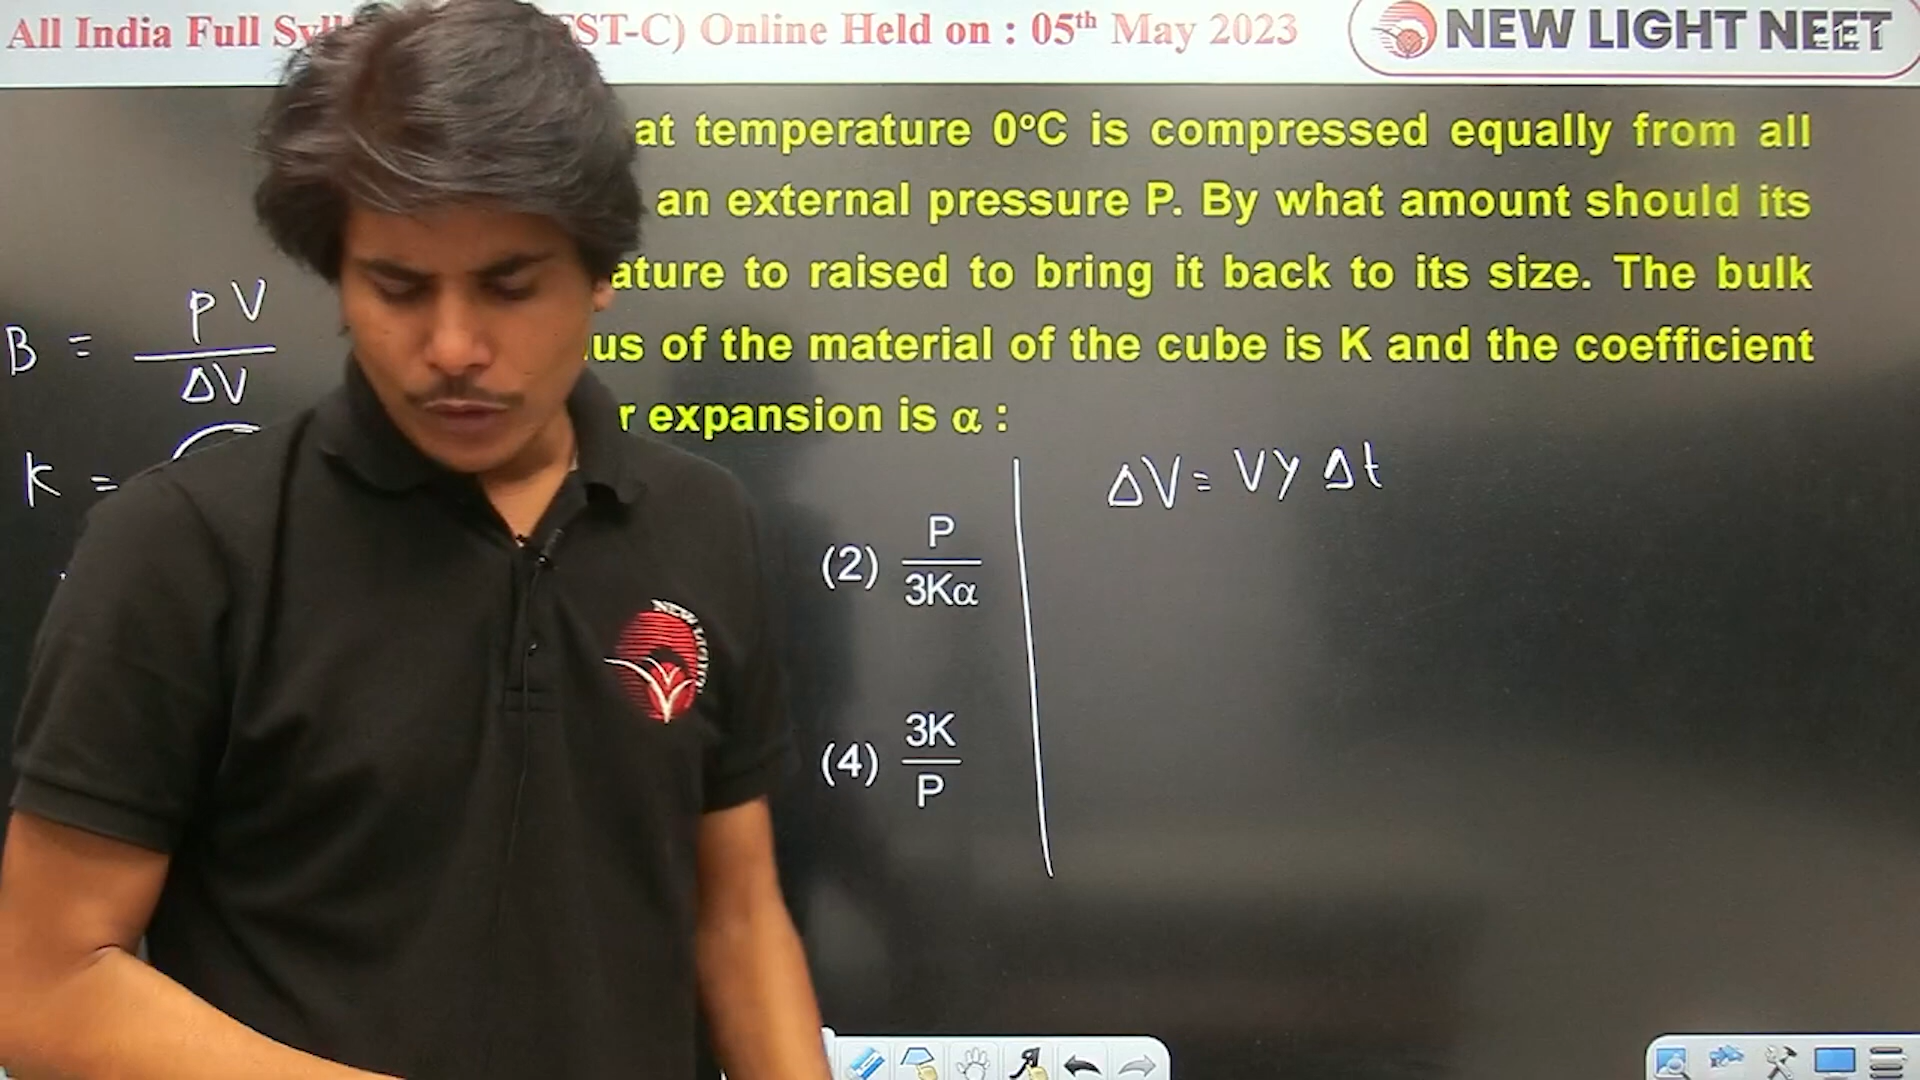 All India Full ST-C) Online Held on : 05th May 2023
NEW LIGHT NEET
at temperature 0°C is compressed equally from all
an external pressure P. By what amount should its
ature to raised to bring it back to its size. The bulk
us of the material of the cube is K and the coefficient
r expansion is α :
B = PV / ΔV
K =
ΔV = Vγ Δt
(2) P / 3Kα
(4) 3K / P
NEW LIGHT